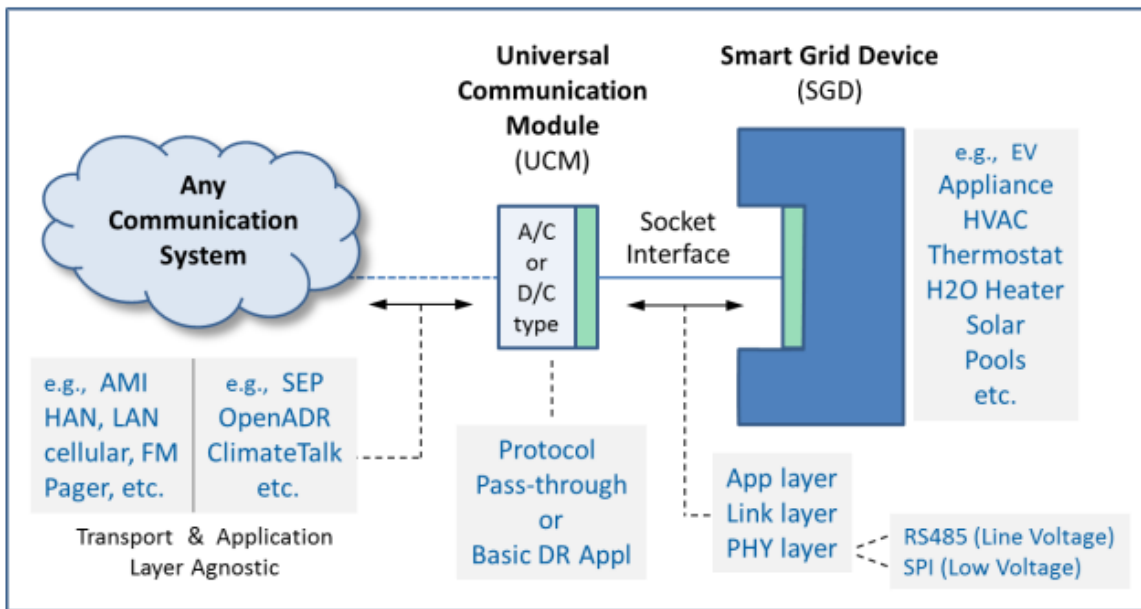 Universal
Communication
Module
(UCM)
Smart Grid Device
(SGD)
Any
Communication
System
A/C
or
D/C
type
Socket
Interface
e.g., EV
Appliance
HVAC
Thermostat
H2O Heater
Solar
Pools
etc.
e.g., AMI
HAN, LAN
cellular, FM
Pager, etc.
e.g., SEP
OpenADR
ClimateTalk
etc.
Transport & Application
Layer Agnostic
Protocol
Pass-through
or
Basic DR Appl
App layer
Link layer
PHY layer
RS485 (Line Voltage)
SPI (Low Voltage)